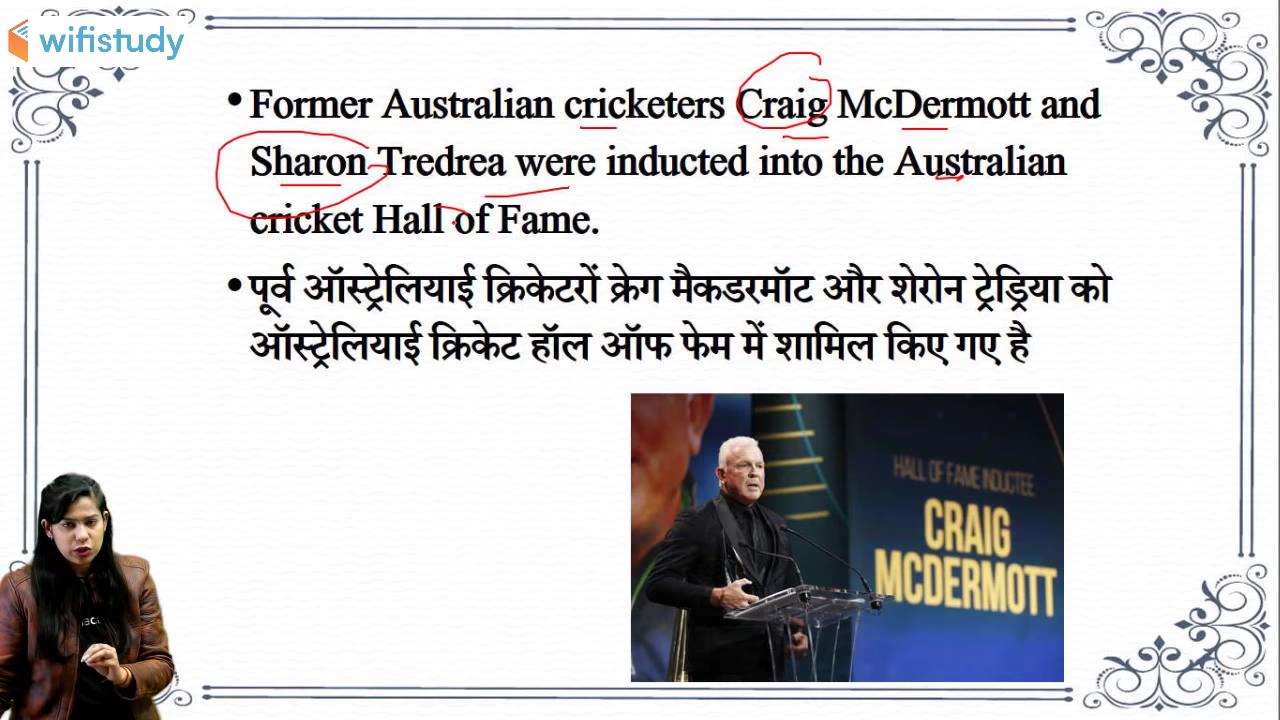 wifistudy
• Former Australian cricketers Craig McDermott and
Sharon Tredrea were inducted into the Australian
cricket Hall of Fame.
• पूर्व ऑस्ट्रेलियाई क्रिकेटरों क्रेग मैकडरमॉट और शेरोन ट्रेड्रिया को
ऑस्ट्रेलियाई क्रिकेट हॉल ऑफ फेम में शामिल किए गए है
HALL OF FAME INDUCTEE
CRAIG
MCDERMOTT